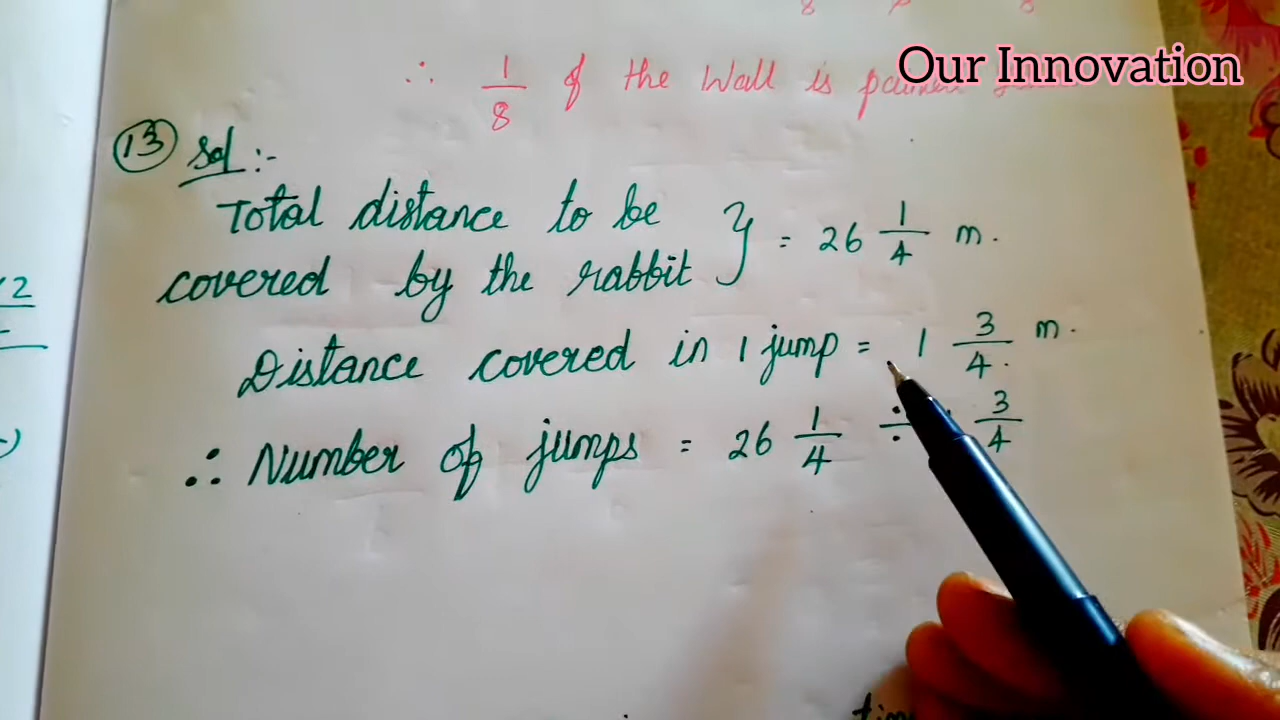 Our Innovation
∴ 1/8 of the Wall is
13 Sol :-
Total distance to be
covered by the rabbit } = 26 1/4 m.
Distance covered in 1 jump = 1 3/4 m.
∴ Number of jumps = 26 1/4 ÷ 3/4